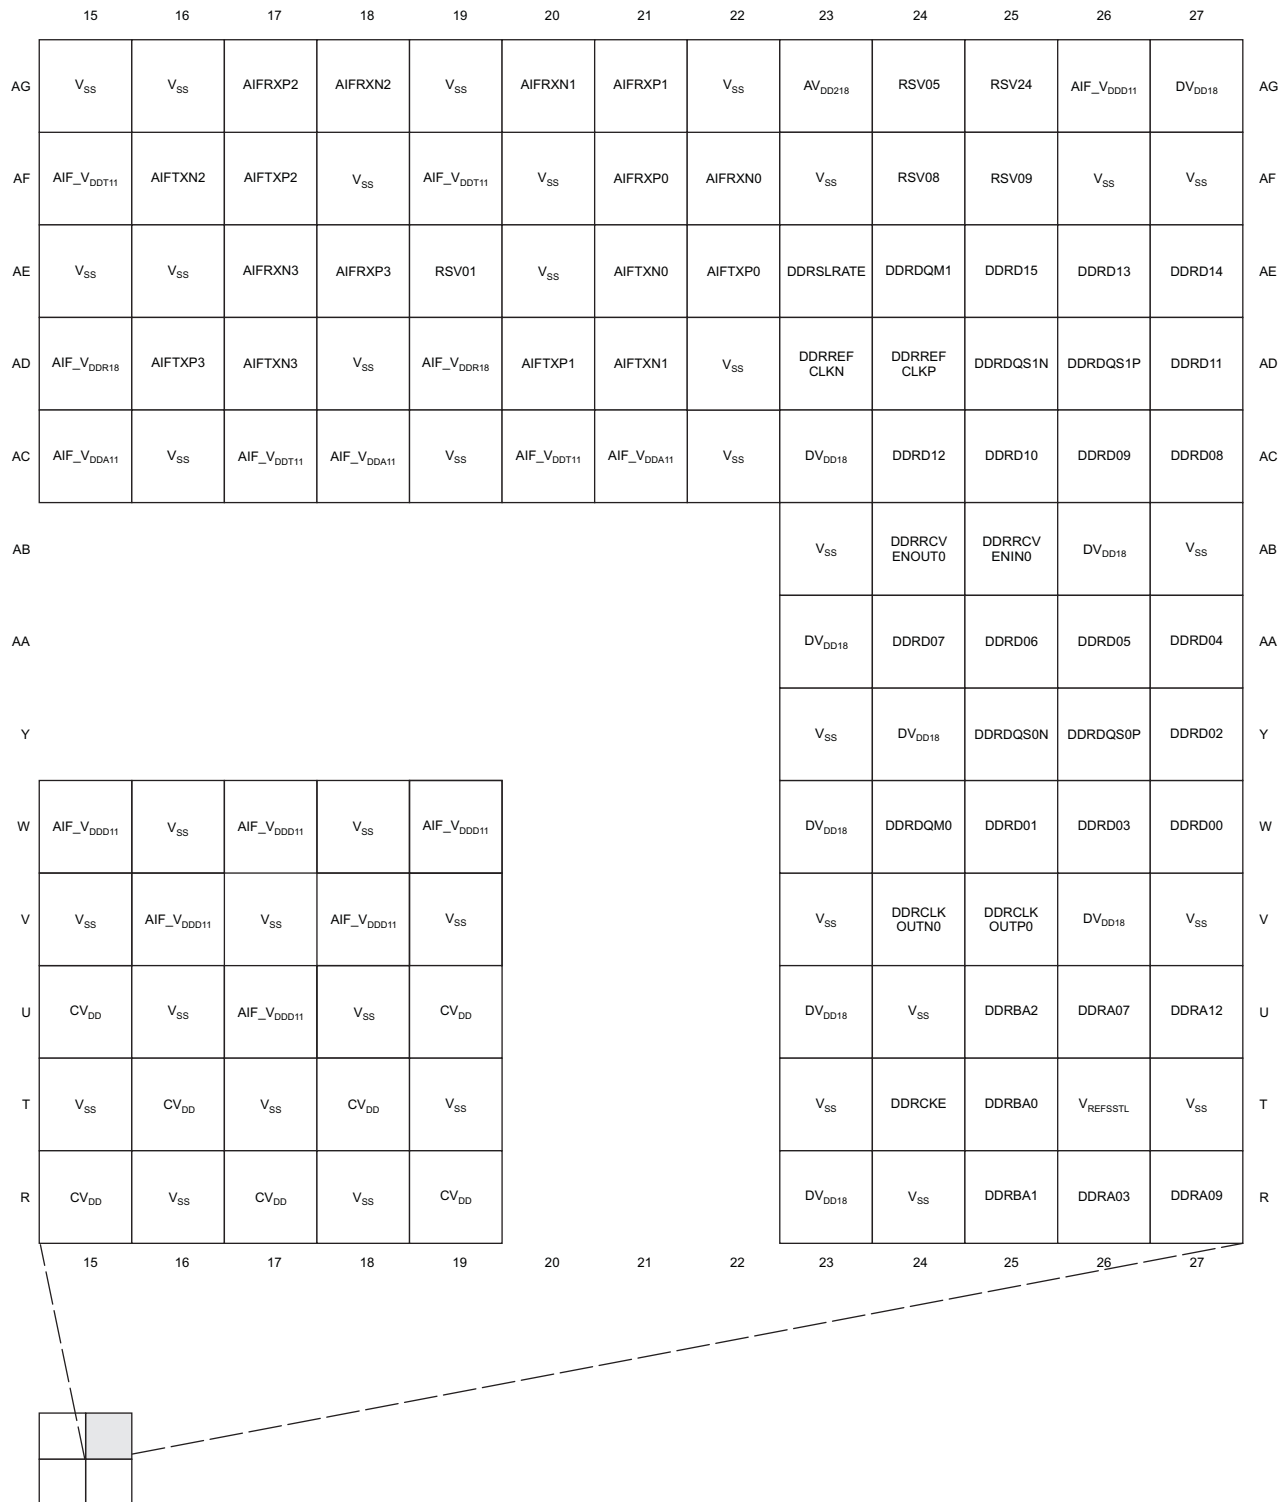 15 16 17 18 19 20 21 22 23 24 25 26 27
AG VSS VSS AIFRXP2 AIFRXN2 VSS AIFRXN1 AIFRXP1 VSS AVDD218 RSV05 RSV24 AIF_VDDD11 DVDD18 AG
AF AIF_VDDT11 AIFTXN2 AIFTXP2 VSS AIF_VDDT11 VSS AIFRXP0 AIFRXN0 VSS RSV08 RSV09 VSS VSS AF
AE VSS VSS AIFRXN3 AIFRXP3 RSV01 VSS AIFTXN0 AIFTXP0 DDRSLRATE DDRDQM1 DDRD15 DDRD13 DDRD14 AE
AD AIF_VDDR18 AIFTXP3 AIFTXN3 VSS AIF_VDDR18 AIFTXP1 AIFTXN1 VSS DDRREF CLKN DDRREF CLKP DDRDQS1N DDRDQS1P DDRD11 AD
AC AIF_VDDA11 VSS AIF_VDDT11 AIF_VDDA11 VSS AIF_VDDT11 AIF_VDDA11 VSS DVDD18 DDRD12 DDRD10 DDRD09 DDRD08 AC
AB VSS DDRRCV ENOUT0 DDRRCV ENIN0 DVDD18 VSS AB
AA DVDD18 DDRD07 DDRD06 DDRD05 DDRD04 AA
Y VSS DVDD18 DDRDQS0N DDRDQS0P DDRD02 Y
W AIF_VDDD11 VSS AIF_VDDD11 VSS AIF_VDDD11 DVDD18 DDRDQM0 DDRD01 DDRD03 DDRD00 W
V VSS AIF_VDDD11 VSS AIF_VDDD11 VSS VSS DDRCLK OUTN0 DDRCLK OUTP0 DVDD18 VSS V
U CVDD VSS AIF_VDDD11 VSS CVDD DVDD18 VSS DDRBA2 DDRA07 DDRA12 U
T VSS CVDD VSS CVDD VSS VSS DDRCKE DDRBA0 VREFSSTL VSS T
R CVDD VSS CVDD VSS CVDD DVDD18 VSS DDRBA1 DDRA03 DDRA09 R
15 16 17 18 19 20 21 22 23 24 25 26 27